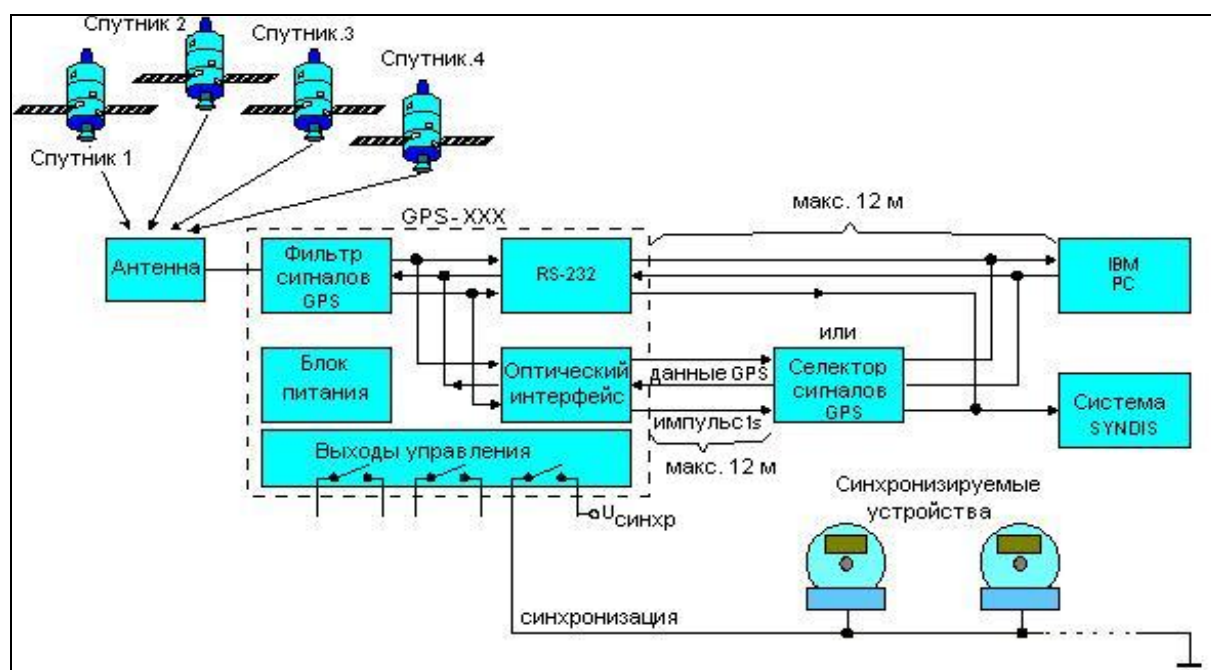 Спутник 2
Спутник.3
Спутник.4
Спутник 1
GPS-XXX
макс. 12 м
Антенна
Фильтр
сигналов
GPS
RS-232
IBM
PC
или
Блок
питания
Оптический
интерфейс
данные GPS
импульс1s
макс. 12 м
Селектор
сигналов
GPS
Система
SYNDIS
Выходы управления
Uсинхр
Синхронизируемые
устройства
синхронизация